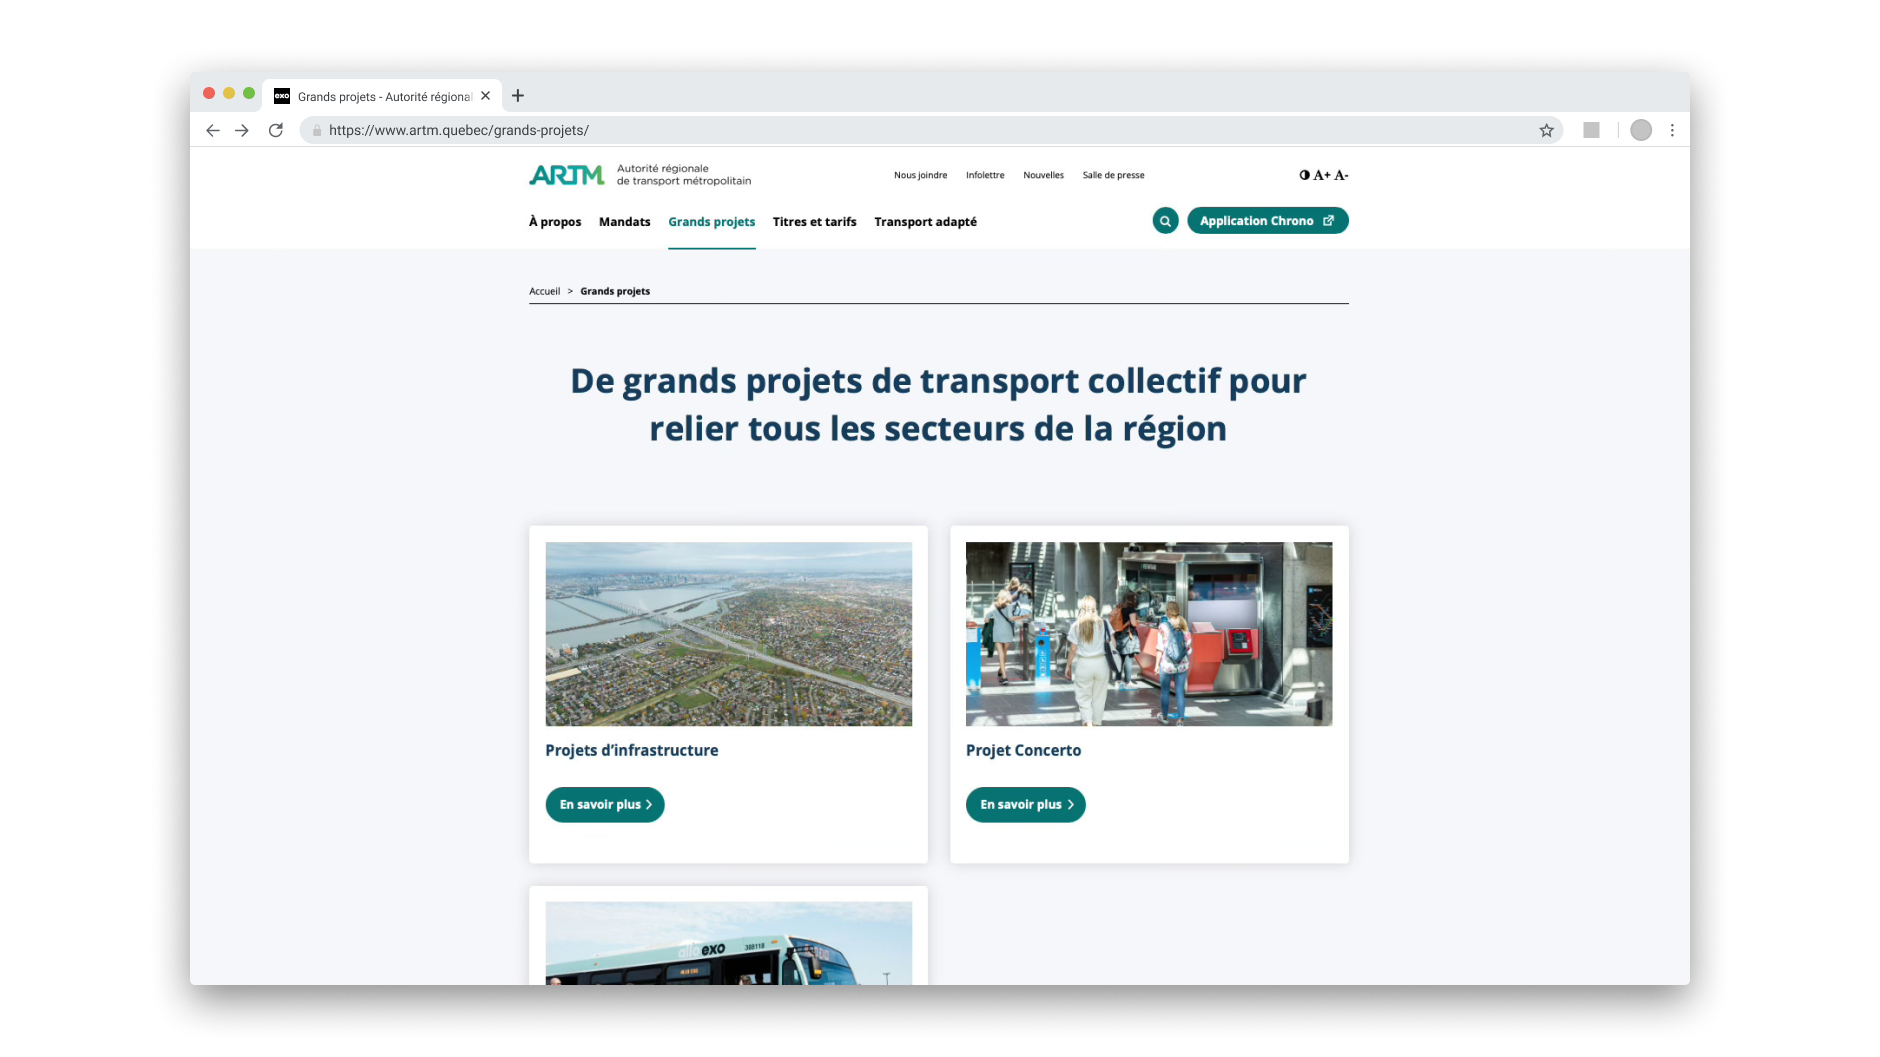 exo Grands projets - Autorité régional
https://www.artm.quebec/grands-projets/
ARTM Autorité régionale
de transport métropolitain
Nous joindre Infolettre Nouvelles Salle de presse
A+ A-
À propos Mandats Grands projets Titres et tarifs Transport adapté
Application Chrono
Accueil > Grands projets
De grands projets de transport collectif pour
relier tous les secteurs de la région
Projets d’infrastructure
En savoir plus
Projet Concerto
En savoir plus
allo exo 308118